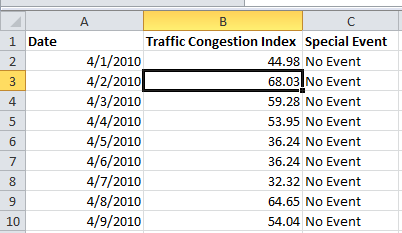 A B C
1 Date Traffic Congestion Index Special Event
2 4/1/2010 44.98 No Event
3 4/2/2010 68.03 No Event
4 4/3/2010 59.28 No Event
5 4/4/2010 53.95 No Event
6 4/5/2010 36.24 No Event
7 4/6/2010 36.24 No Event
8 4/7/2010 32.32 No Event
9 4/8/2010 64.65 No Event
10 4/9/2010 54.04 No Event